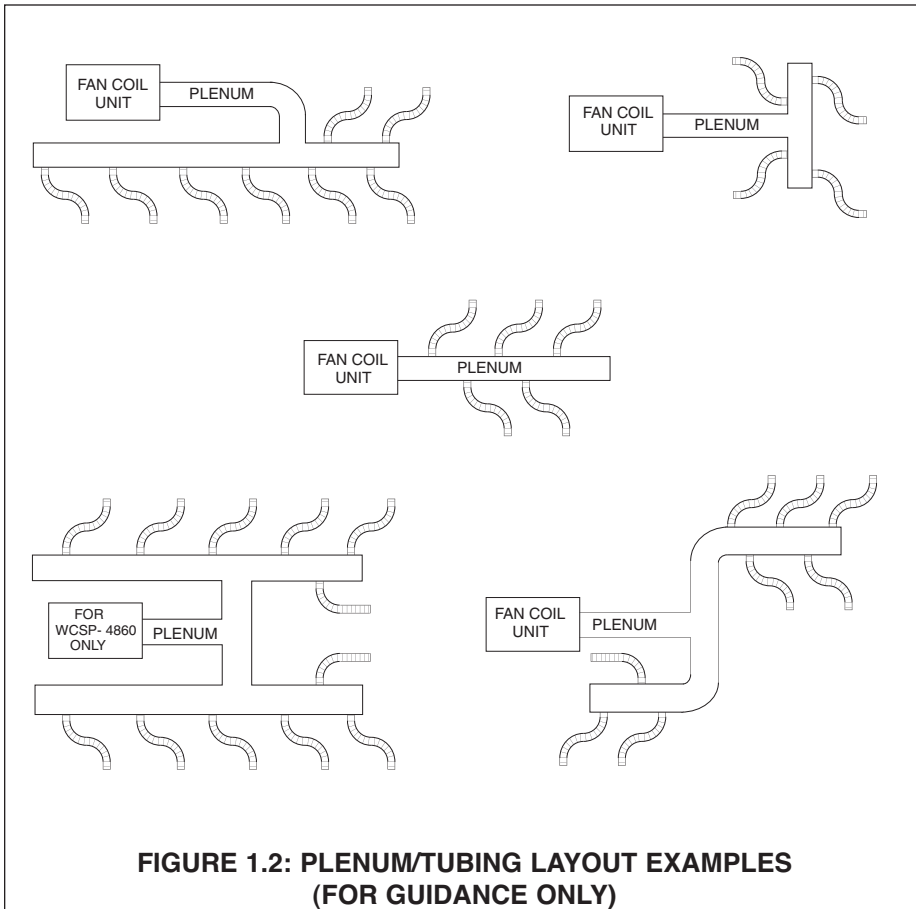 FAN COIL
UNIT
PLENUM
FAN COIL
UNIT
PLENUM
FAN COIL
UNIT
PLENUM
FOR
WCSP- 4860
ONLY
PLENUM
FAN COIL
UNIT
PLENUM
FIGURE 1.2: PLENUM/TUBING LAYOUT EXAMPLES
(FOR GUIDANCE ONLY)